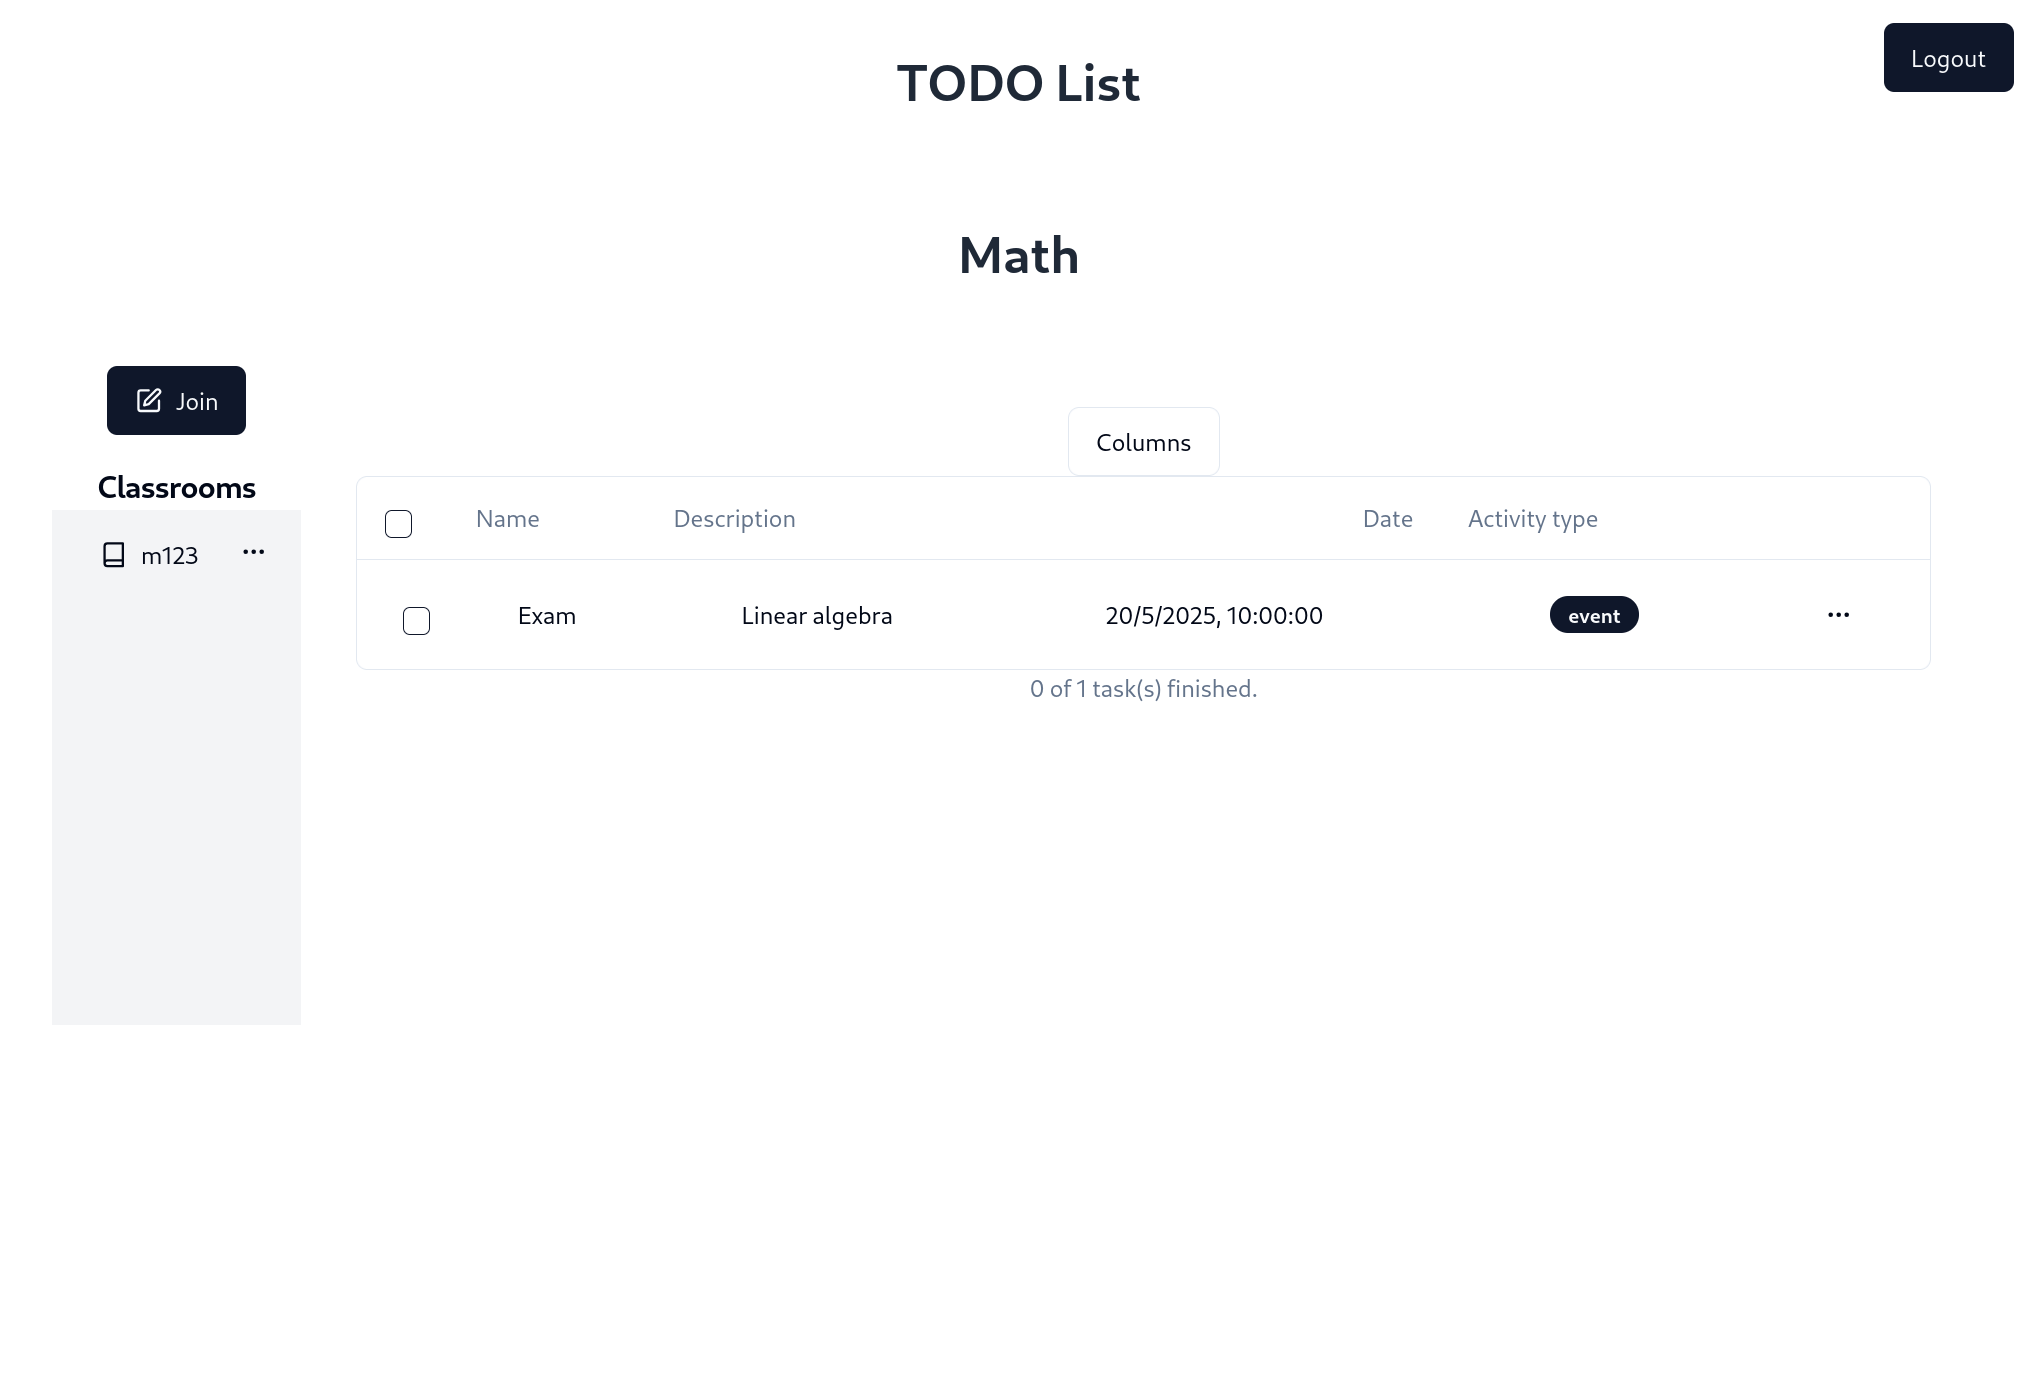 Logout
TODO List
Math
Join
Columns
Classrooms
m123
Name Description Date Activity type
Exam Linear algebra 20/5/2025, 10:00:00 event
0 of 1 task(s) finished.